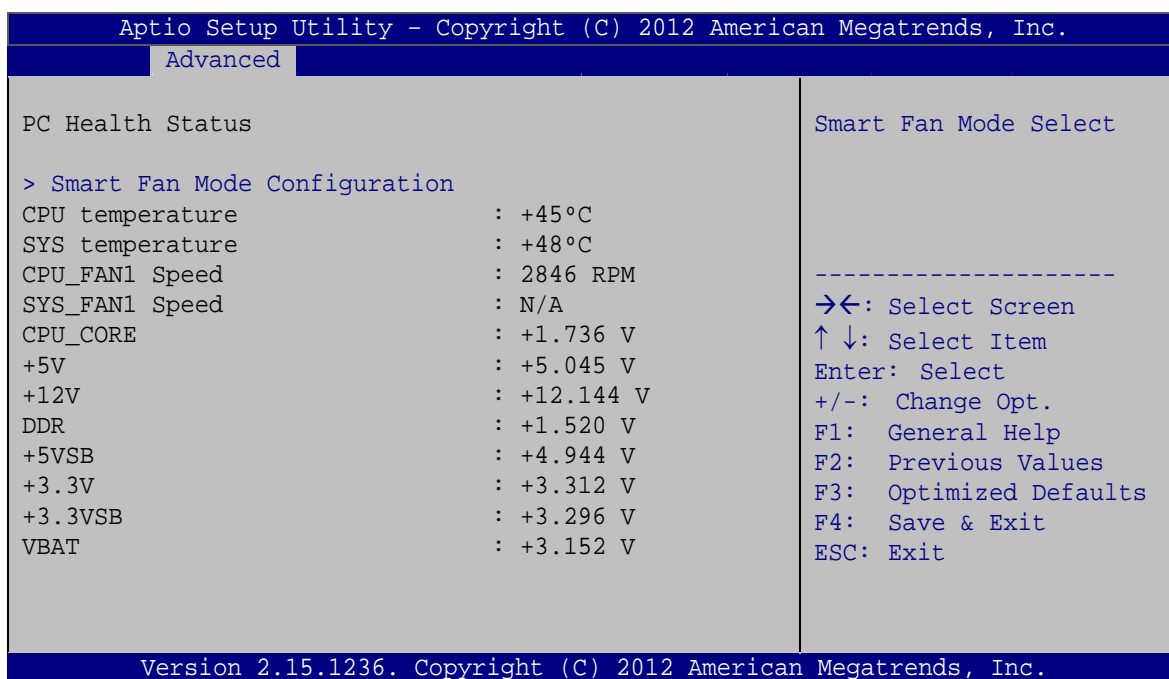 Aptio Setup Utility – Copyright (C) 2012 American Megatrends, Inc.
Advanced
PC Health Status
> Smart Fan Mode Configuration
CPU temperature : +45ºC
SYS temperature : +48ºC
CPU_FAN1 Speed : 2846 RPM
SYS_FAN1 Speed : N/A
CPU_CORE : +1.736 V
+5V : +5.045 V
+12V : +12.144 V
DDR : +1.520 V
+5VSB : +4.944 V
+3.3V : +3.312 V
+3.3VSB : +3.296 V
VBAT : +3.152 V
Smart Fan Mode Select
---------------------
→←: Select Screen
↑ ↓: Select Item
Enter: Select
+/-: Change Opt.
F1: General Help
F2: Previous Values
F3: Optimized Defaults
F4: Save & Exit
ESC: Exit
Version 2.15.1236. Copyright (C) 2012 American Megatrends, Inc.